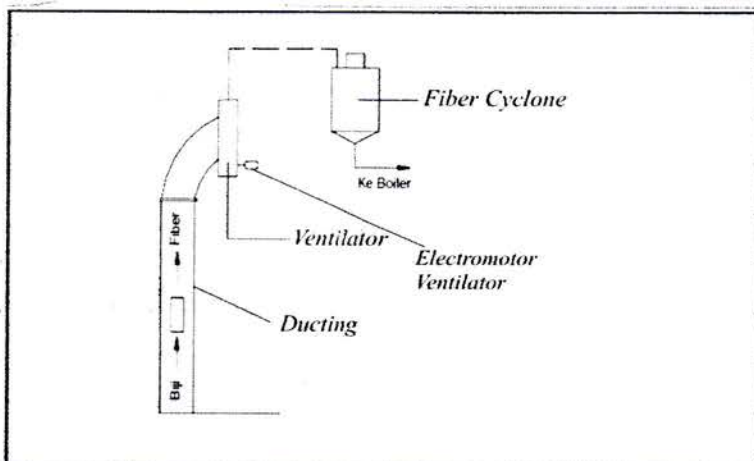 Fiber Cyclone
Ke Boiler
Ventilator
Electromotor
Ventilator
Fiber
Ducting
Biji